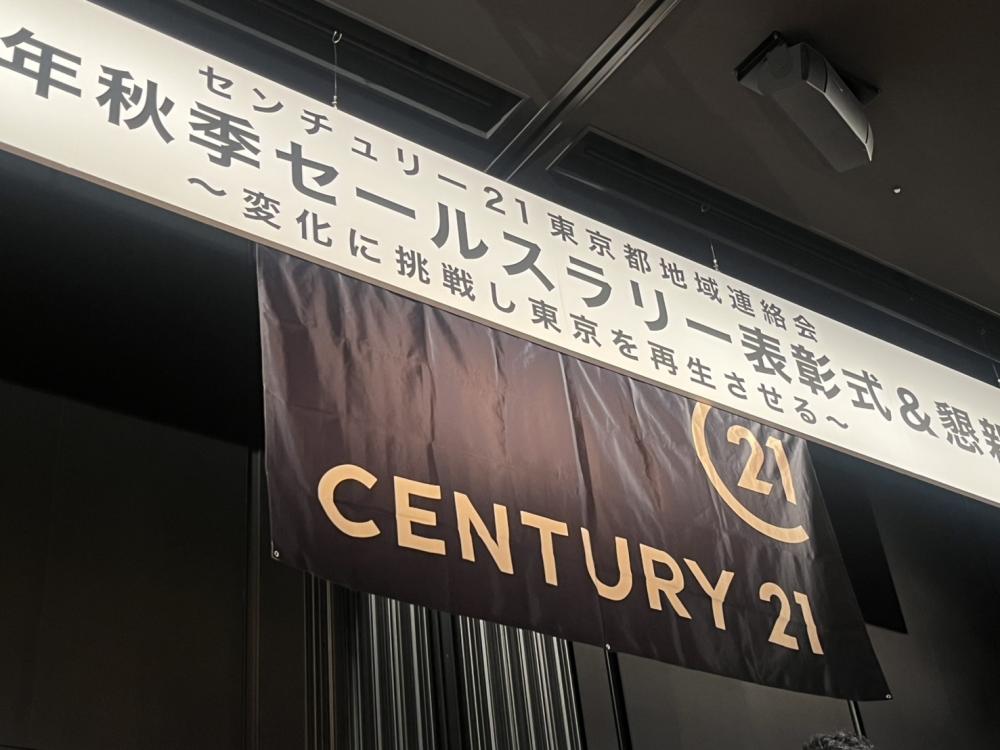 センチュリー21 東京都地域連絡会
年秋季セールスラリー表彰式&懇親
～変化に挑戦し東京を再生させる～
21
CENTURY 21